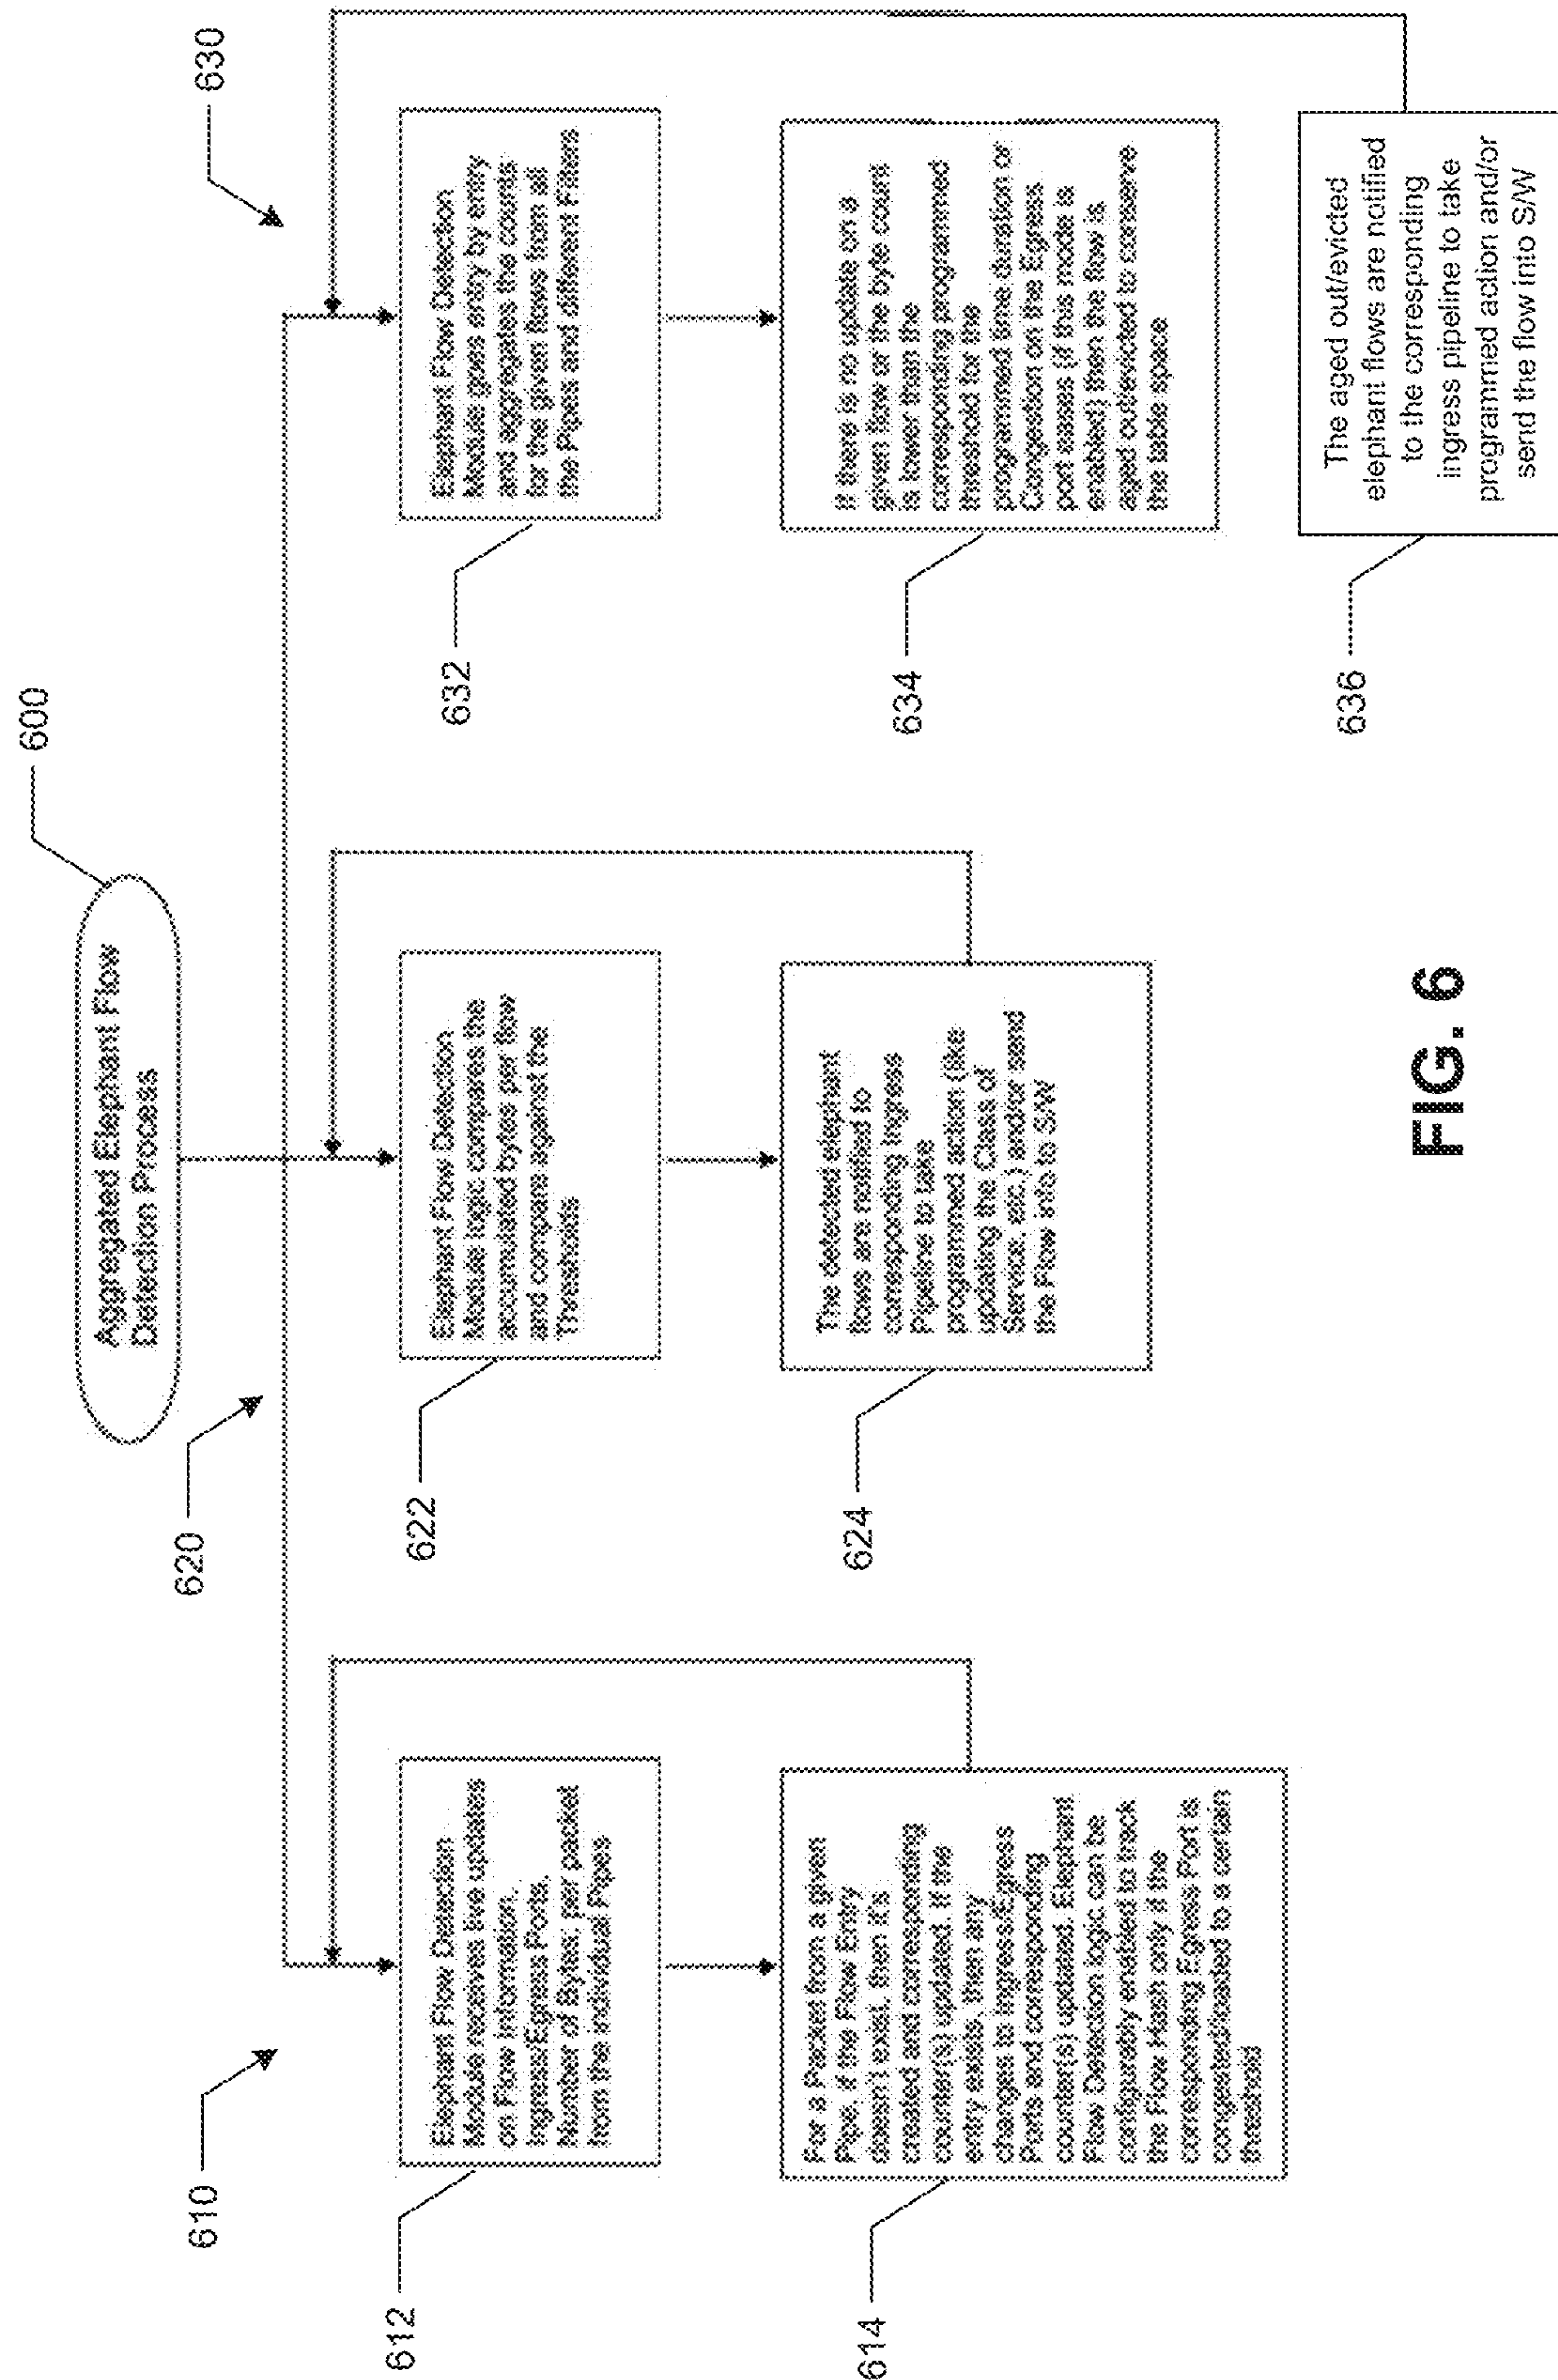 600
Aggregated Elephant Flow
Detection Process
610
620
630
612
Elephant Flow Detection
Module receives live updates
on Flow Information,
Ingress/Egress Ports,
Number of Bytes; per packet
from the individual Pipes
614
For a Packet from a given
Pipe, if the Flow Entry
doesn't exist, then it's
created and corresponding
counter(s) updated. If the
entry exists, then any
changes to Ingress/Egress
Ports and corresponding
counter(s) updated. Elephant
Flow Detection logic can be
configurably enabled to track
the Flow Hash only if the
corresponding Egress Port is
congested/loaded to a certain
threshold
622
Elephant Flow Detection
Module logic compares the
accumulated bytes per flow
and compare against the
Thresholds
624
The detected elephant
flows are notified to
corresponding Ingress
Pipeline to take
programmed action (like
updating the Class of
Service, etc.) and/or send
the Flow info to S/W
632
Elephant Flow Detection
Module goes entry by entry
and aggregates the counts
for the given flows from all
the Pipes and different Filters
634
If there is no update on a
given flow or the byte count
is lower than the
corresponding programmed
threshold for the
programmed time duration or
Congestion on the Egress
port eases (if this mode is
enabled) then the flow is
aged out/evicted to conserve
the table space
636
The aged out/evicted
elephant flows are notified
to the corresponding
ingress pipeline to take
programmed action and/or
send the flow into S/W
FIG. 6